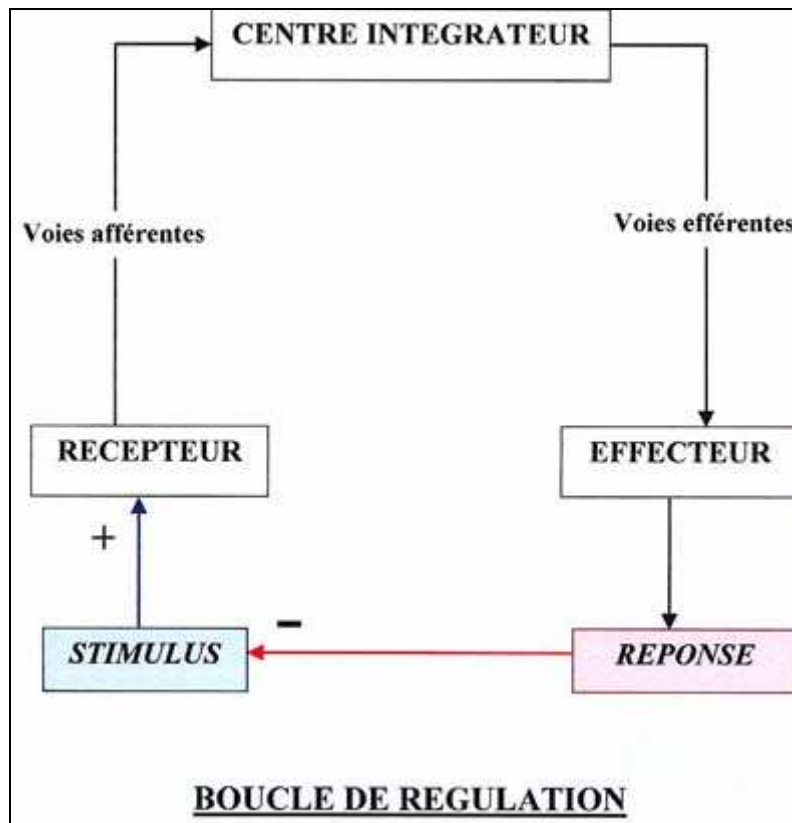 CENTRE INTEGRATEUR
Voies afférentes
Voies efférentes
RECEPTEUR
EFFECTEUR
+
-
STIMULUS
REPONSE
BOUCLE DE REGULATION